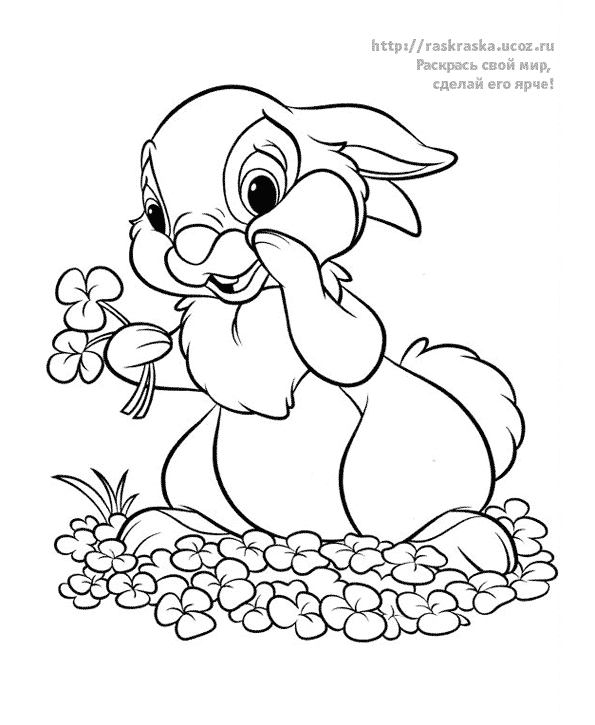 http://raskraska.ucoz.ru
Раскрась свой мир,
сделай его ярче!